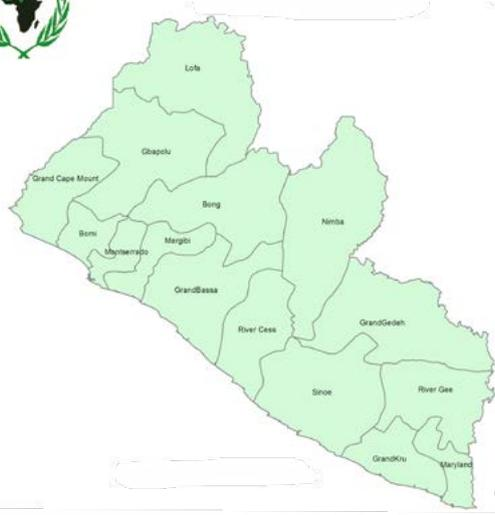 Lofa
Gbapolu
Grand Cape Mount
Bong
Nimba
Bomi
Margibi
Montserrado
GrandBassa
GrandGedeh
River Cess
Sinoe
River Gee
GrandKru
Maryland